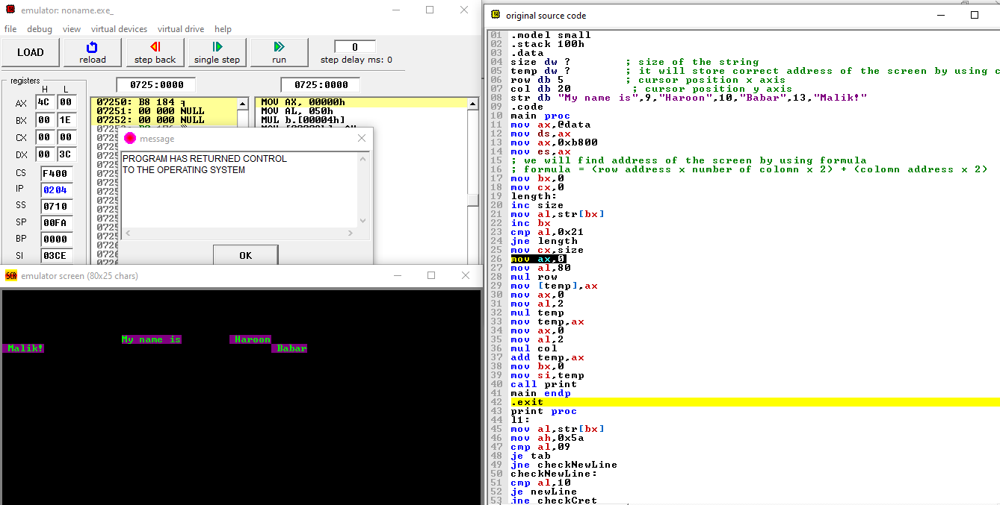 emulator: noname.exe_
file debug view virtual devices virtual drive help
LOAD reload step back single step run 0
step delay ms: 0
registers
H L
0725:0000 0725:0000
AX 4C 00
BX 00 1E
CX 00 00
DX 00 3C
CS F400
IP 0204
SS 0710
SP 00FA
BP 0000
SI 03CE
07250: B8 184 ╕
07251: 00 000 NULL
07252: 00 000 NULL
MOV AX, 00000h
MOV AL, 050h
MUL b.[00004h]
message
PROGRAM HAS RETURNED CONTROL
TO THE OPERATING SYSTEM
OK
emulator screen (80x25 chars)
My name is Haroon
Malik! Babar
original source code
01 .model small
02 .stack 100h
03 .data
04 size dw ? ; size of the string
05 temp dw ? ; it will store correct address of the screen by using c
06 row db 5 ; cursor position x axis
07 col db 20 ; cursor position y axis
08 str db "My name is",9,"Haroon",10,"Babar",13,"Malik!"
09 .code
10 main proc
11 mov ax,@data
12 mov ds,ax
13 mov ax,0xb800
14 mov es,ax
15 ; we will find address of the screen by using formula
16 ; formula = (row address x number of colomn x 2) + (colomn address x 2)
17 mov bx,0
18 mov cx,0
19 length:
20 inc size
21 mov al,str[bx]
22 inc bx
23 cmp al,0x21
24 jne length
25 mov cx,size
26 mov ax,0
27 mov al,80
28 mul row
29 mov [temp],ax
30 mov ax,0
31 mov al,2
32 mul temp
33 mov temp,ax
34 mov ax,0
35 mov al,2
36 mul col
37 add temp,ax
38 mov bx,0
39 mov si,temp
40 call print
41 main endp
42 .exit
43 print proc
44 l1:
45 mov al,str[bx]
46 mov ah,0x5a
47 cmp al,09
48 je tab
49 jne checkNewLine
50 checkNewLine:
51 cmp al,10
52 je newLine
53 jne checkCret